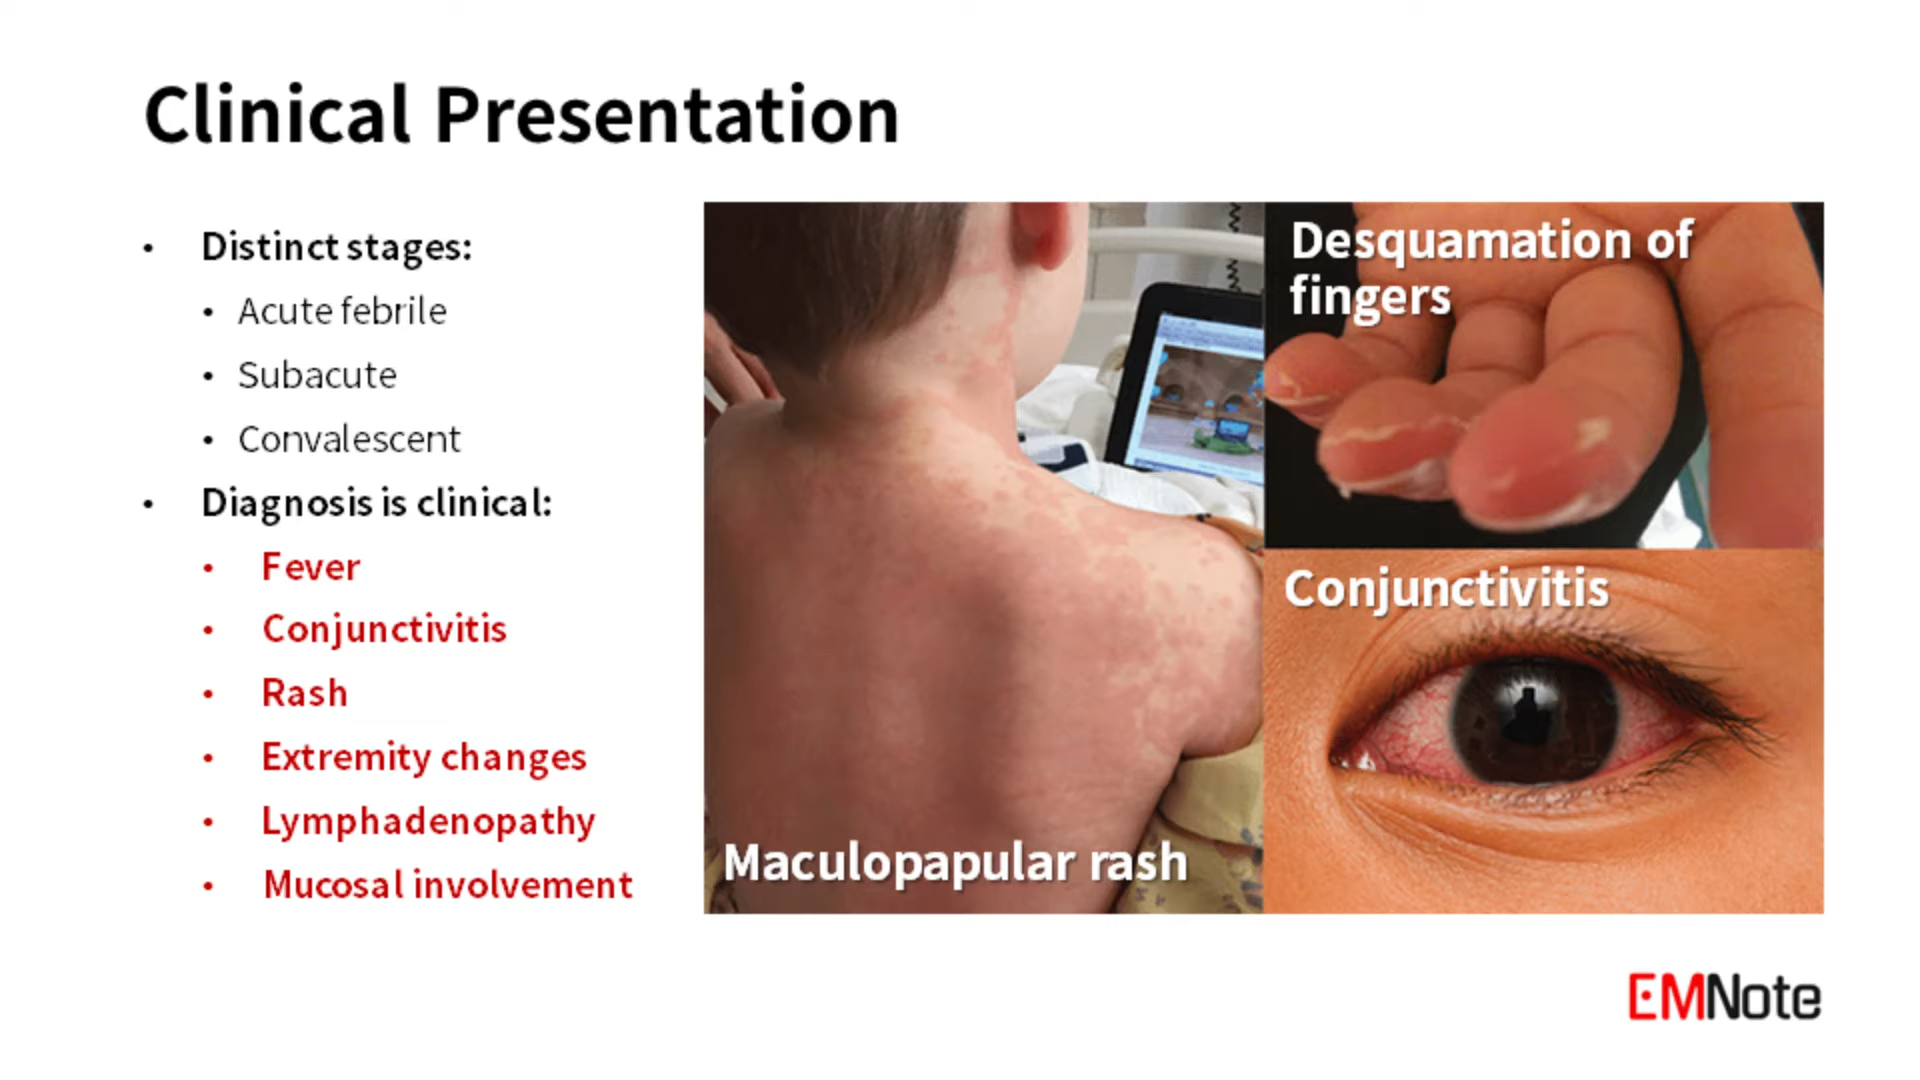 Clinical Presentation
• Distinct stages:
• Acute febrile
• Subacute
• Convalescent
• Diagnosis is clinical:
• Fever
• Conjunctivitis
• Rash
• Extremity changes
• Lymphadenopathy
• Mucosal involvement
Maculopapular rash
Desquamation of
fingers
Conjunctivitis
EMNote